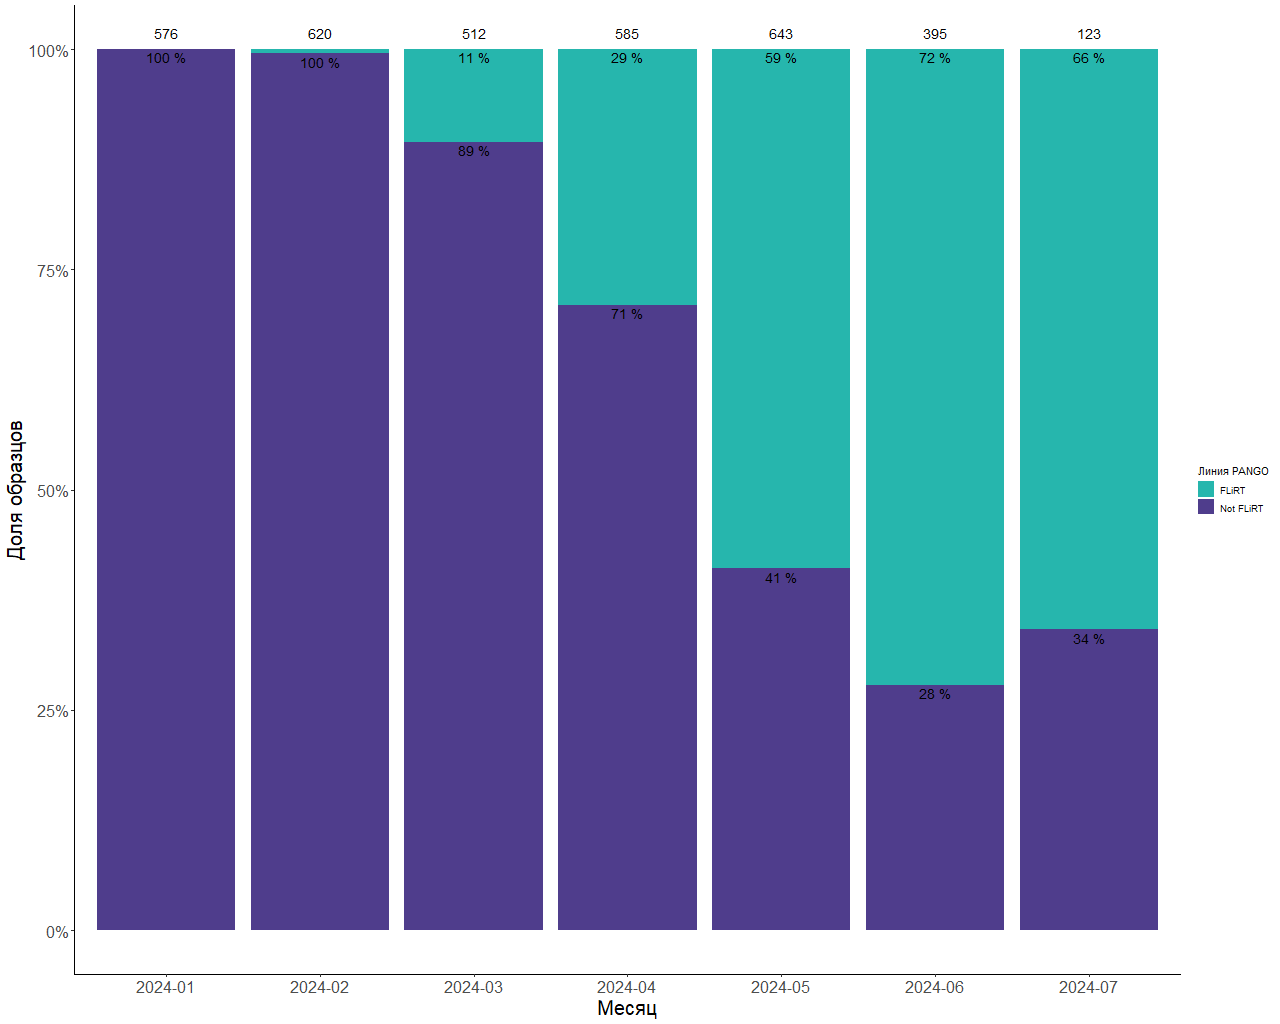 576 620 512 585 643 395 123
100%
100 % 100 % 11 % 29 % 59 % 72 % 66 %
89 %
75%
71 %
50%
41 %
34 %
28 %
25%
0%
2024-01 2024-02 2024-03 2024-04 2024-05 2024-06 2024-07
Месяц
Доля образцов
Линия PANGO
FLiRT
Not FLiRT